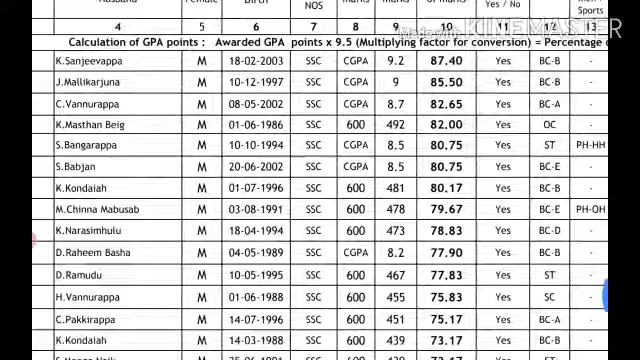 Husband Female Birth NOS marks marks of marks Yes / No Sports
4 5 6 7 8 9 10 11 12 13
Made with KINEMASTER
Calculation of GPA points : Awarded GPA points x 9.5 (Multiplying factor for conversion) = Percentage
K.Sanjeevappa M 18-02-2003 SSC CGPA 9.2 87.40 Yes BC-B -
J.Mallikarjuna M 10-12-1997 SSC CGPA 9 85.50 Yes BC-B -
C.Vannurappa M 08-05-2002 SSC CGPA 8.7 82.65 Yes BC-A -
K.Masthan Beig M 01-06-1986 SSC 600 492 82.00 Yes OC -
S.Bangarappa M 10-10-1994 SSC CGPA 8.5 80.75 Yes ST PH-HH
S.Babjan M 20-06-2002 SSC CGPA 8.5 80.75 Yes BC-E -
K.Kondaiah M 01-07-1996 SSC 600 481 80.17 Yes BC-B -
M.Chinna Mabusab M 03-08-1991 SSC 600 478 79.67 Yes BC-E PH-OH
K.Narasimhulu M 18-04-1994 SSC 600 473 78.83 Yes BC-D -
D.Raheem Basha M 04-05-1989 SSC CGPA 8.2 77.90 Yes BC-B -
D.Ramudu M 10-05-1995 SSC 600 467 77.83 Yes ST -
H.Vannurappa M 01-06-1988 SSC 600 455 75.83 Yes SC -
C.Pakkirappa M 14-07-1996 SSC 600 451 75.17 Yes BC-A -
K.Kondaiah M 14-03-1988 SSC 600 439 73.17 Yes BC-B -